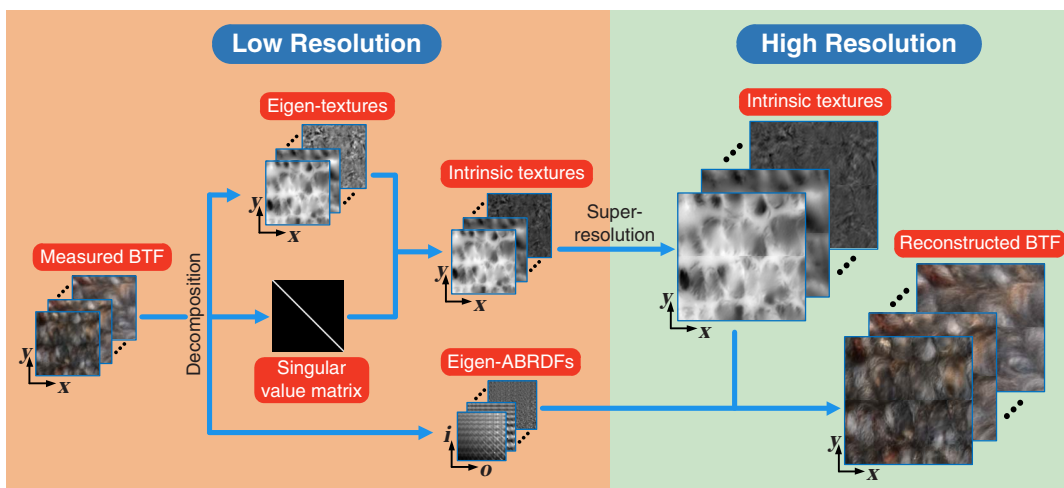 Low Resolution
High Resolution
Eigen-textures
y
x
Intrinsic textures
y
x
Super-
resolution
Intrinsic textures
y
x
Measured BTF
y
x
Decomposition
Singular
value matrix
Eigen-ABRDFs
i
o
Reconstructed BTF
y
x